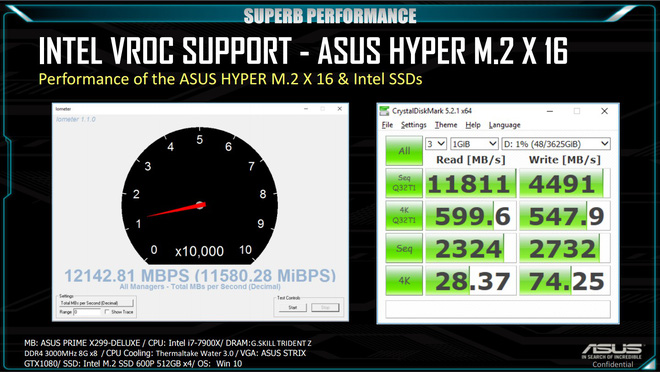 SUPERB PERFORMANCE
INTEL VROC SUPPORT - ASUS HYPER M.2 X 16
Performance of the ASUS HYPER M.2 X 16 & Intel SSDs
Iometer
Iometer 1.1.0
0 1 2 3 4 5 6 7 8 9 10
x10,000
12142.81 MBPS (11580.28 MiBPS)
All Managers - Total MBs per Second (Decimal)
Settings
Total MBs per Second (Decimal)
Range 0
Show Trace
Test Controls
Start
Stop
CrystalDiskMark 5.2.1 x64
File Settings Theme Help Language
All 3 1GiB D: 1% (48/3625GiB)
Read [MB/s] Write [MB/s]
Seq Q32T1 11811 4491
4K Q32T1 599.6 547.9
Seq 2324 2732
4K 28.37 74.25
MB: ASUS PRIME X299-DELUXE / CPU: Intel i7-7900X/ DRAM:G.SKILL TRIDENT Z
DDR4 3000MHz 8G x8 / CPU Cooling: Thermaltake Water 3.0 / VGA: ASUS STRIX
GTX1080/ SSD: Intel M.2 SSD 600P 512GB x4/ OS: Win 10
ASUS
IN SEARCH OF INCREDIBLE
Confidential